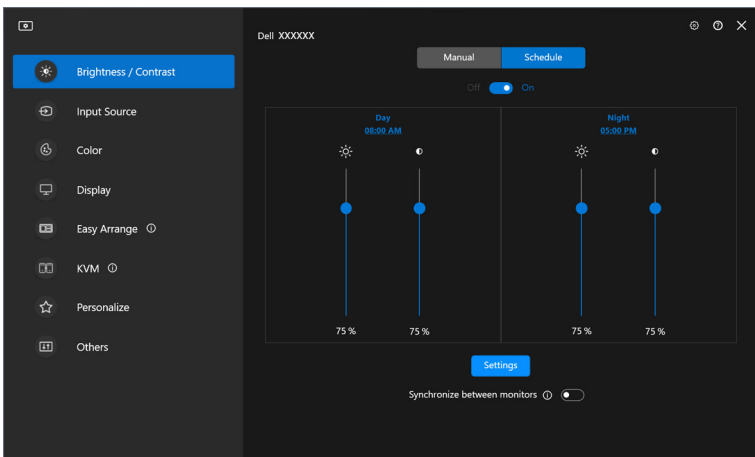 Dell XXXXXX
Brightness / Contrast
Input Source
Color
Display
Easy Arrange
KVM
Personalize
Others
Manual Schedule
Off On
Day
08:00 AM
75 % 75 %
Night
05:00 PM
75 % 75 %
Settings
Synchronize between monitors